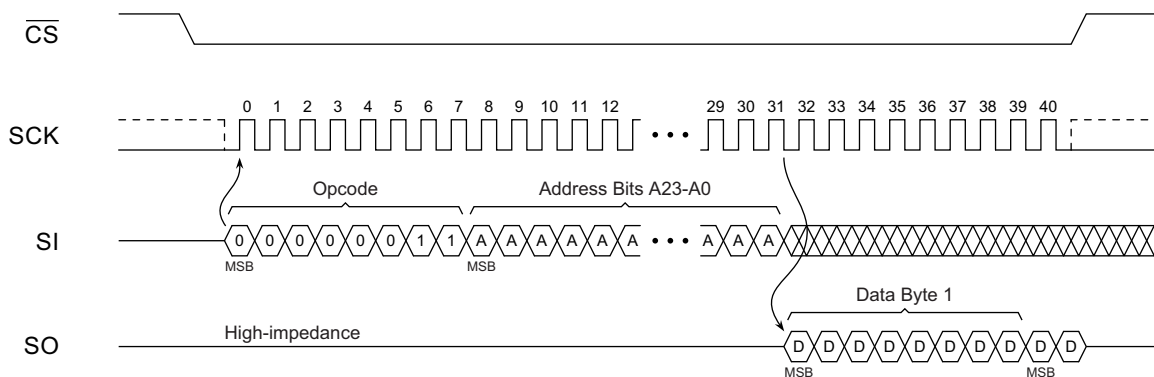 CS
0 1 2 3 4 5 6 7 8 9 10 11 12 29 30 31 32 33 34 35 36 37 38 39 40
SCK
Opcode Address Bits A23-A0
SI 0 0 0 0 0 0 1 1 A A A A A A A A A
MSB MSB
Data Byte 1
High-impedance
SO D D D D D D D D D D
MSB MSB